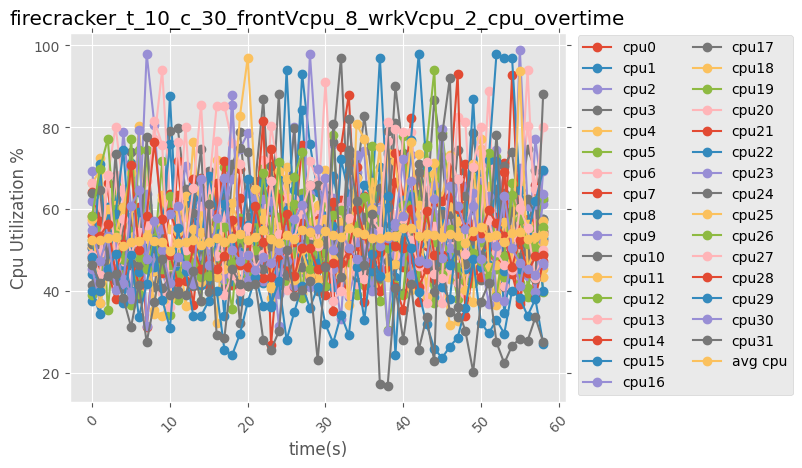 firecracker_t_10_c_30_frontVcpu_8_wrkVcpu_2_cpu_overtime
Cpu Utilization %
100
80
60
40
20
0
10
20
30
40
50
60
time(s)
cpu0
cpu1
cpu2
cpu3
cpu4
cpu5
cpu6
cpu7
cpu8
cpu9
cpu10
cpu11
cpu12
cpu13
cpu14
cpu15
cpu16
cpu17
cpu18
cpu19
cpu20
cpu21
cpu22
cpu23
cpu24
cpu25
cpu26
cpu27
cpu28
cpu29
cpu30
cpu31
avg cpu